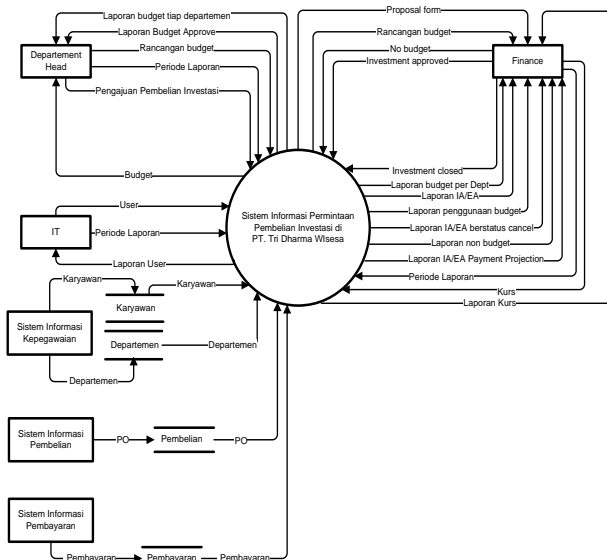 Laporan budget tiap departemen
Laporan Budget Approve
Rancangan budget
Periode Laporan
Pengajuan Pembelian Investasi
Departement
Head
Budget
Proposal form
Rancangan budget
No budget
Investment approved
Finance
Investment closed
Laporan budget per Dept
Laporan IA/EA
Laporan penggunaan budget
Laporan IA/EA berstatus cancel
Laporan non budget
Laporan IA/EA Payment Projection
Periode Laporan
Kurs
Laporan Kurs
Sistem Informasi Permintaan
Pembelian Investasi di
PT. Tri Dharma WIsesa
User
IT
Periode Laporan
Laporan User
Karyawan
Karyawan
Karyawan
Sistem Informasi
Kepegawaian
Departemen
Departemen
Departemen
Sistem Informasi
Pembelian
PO
Pembelian
PO
Sistem Informasi
Pembayaran
Pembayaran
Pembayaran
Pembayaran